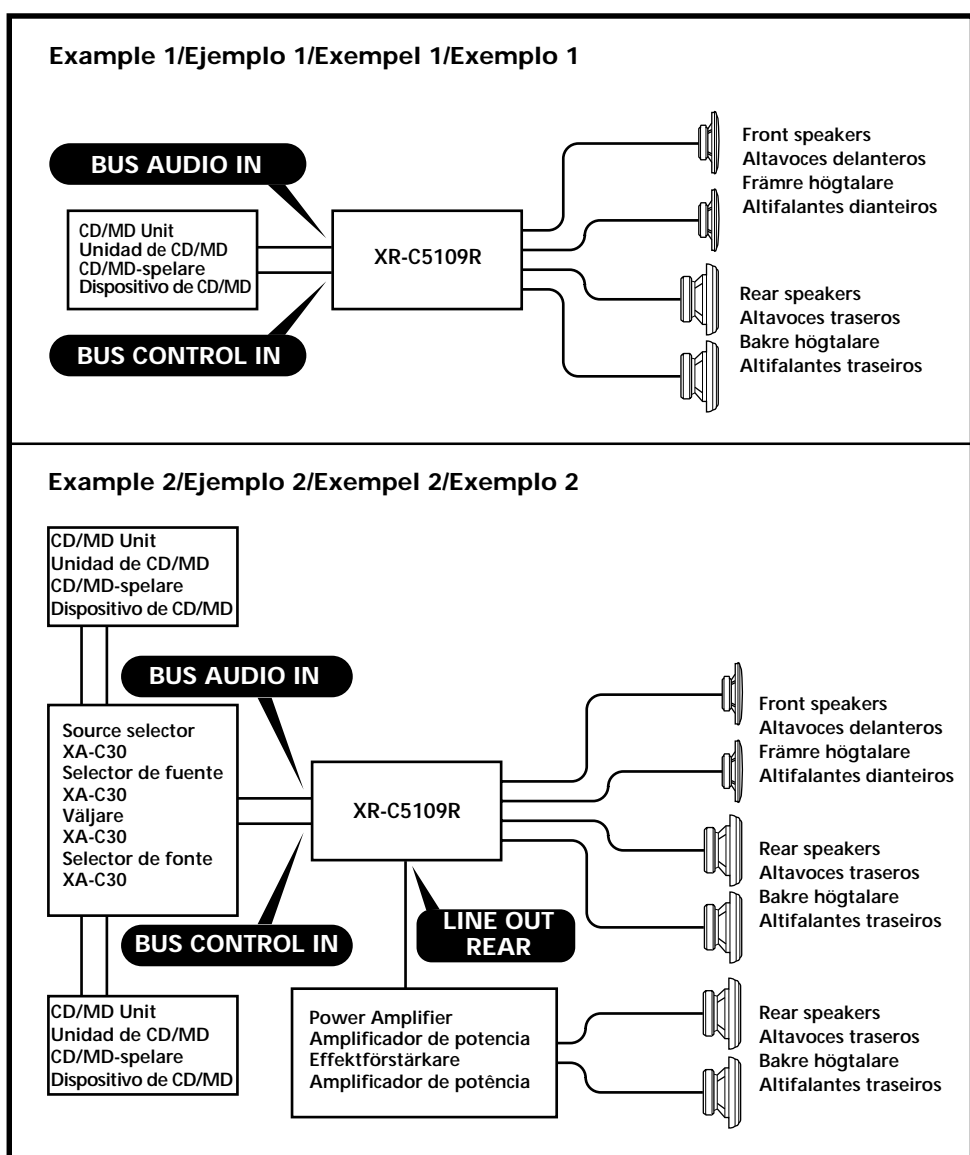 Example 1/Ejemplo 1/Exempel 1/Exemplo 1
BUS AUDIO IN
CD/MD Unit
Unidad de CD/MD
CD/MD-spelare
Dispositivo de CD/MD
BUS CONTROL IN
XR-C5109R
Front speakers
Altavoces delanteros
Främre högtalare
Altifalantes dianteiros
Rear speakers
Altavoces traseros
Bakre högtalare
Altifalantes traseiros
Example 2/Ejemplo 2/Exempel 2/Exemplo 2
CD/MD Unit
Unidad de CD/MD
CD/MD-spelare
Dispositivo de CD/MD
BUS AUDIO IN
Source selector
XA-C30
Selector de fuente
XA-C30
Väljare
XA-C30
Selector de fonte
XA-C30
BUS CONTROL IN
XR-C5109R
LINE OUT
REAR
Front speakers
Altavoces delanteros
Främre högtalare
Altifalantes dianteiros
Rear speakers
Altavoces traseros
Bakre högtalare
Altifalantes traseiros
CD/MD Unit
Unidad de CD/MD
CD/MD-spelare
Dispositivo de CD/MD
Power Amplifier
Amplificador de potencia
Effektförstärkare
Amplificador de potência
Rear speakers
Altavoces traseros
Bakre högtalare
Altifalantes traseiros